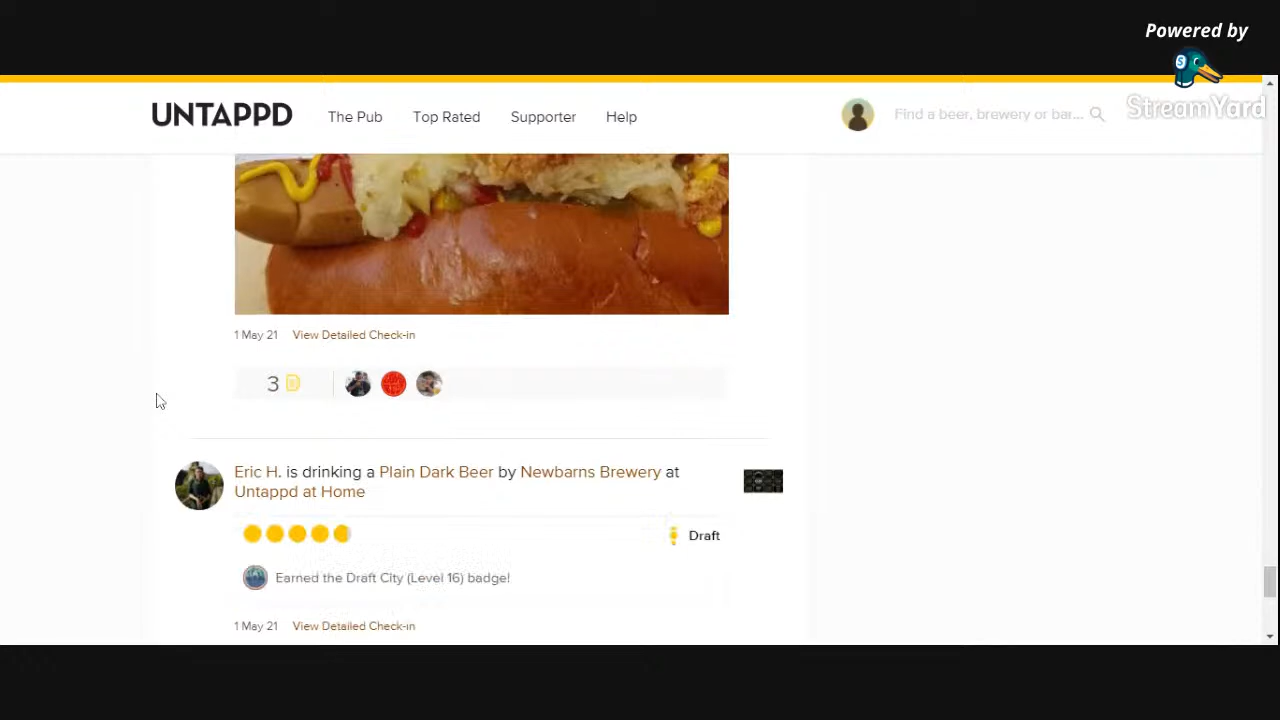 Powered by
StreamYard
UNTAPPD
The Pub
Top Rated
Supporter
Help
Find a beer, brewery or bar...
1 May 21 View Detailed Check-in
3
Eric H. is drinking a Plain Dark Beer by Newbarns Brewery at
Untappd at Home
Draft
Earned the Draft City (Level 16) badge!
1 May 21 View Detailed Check-in